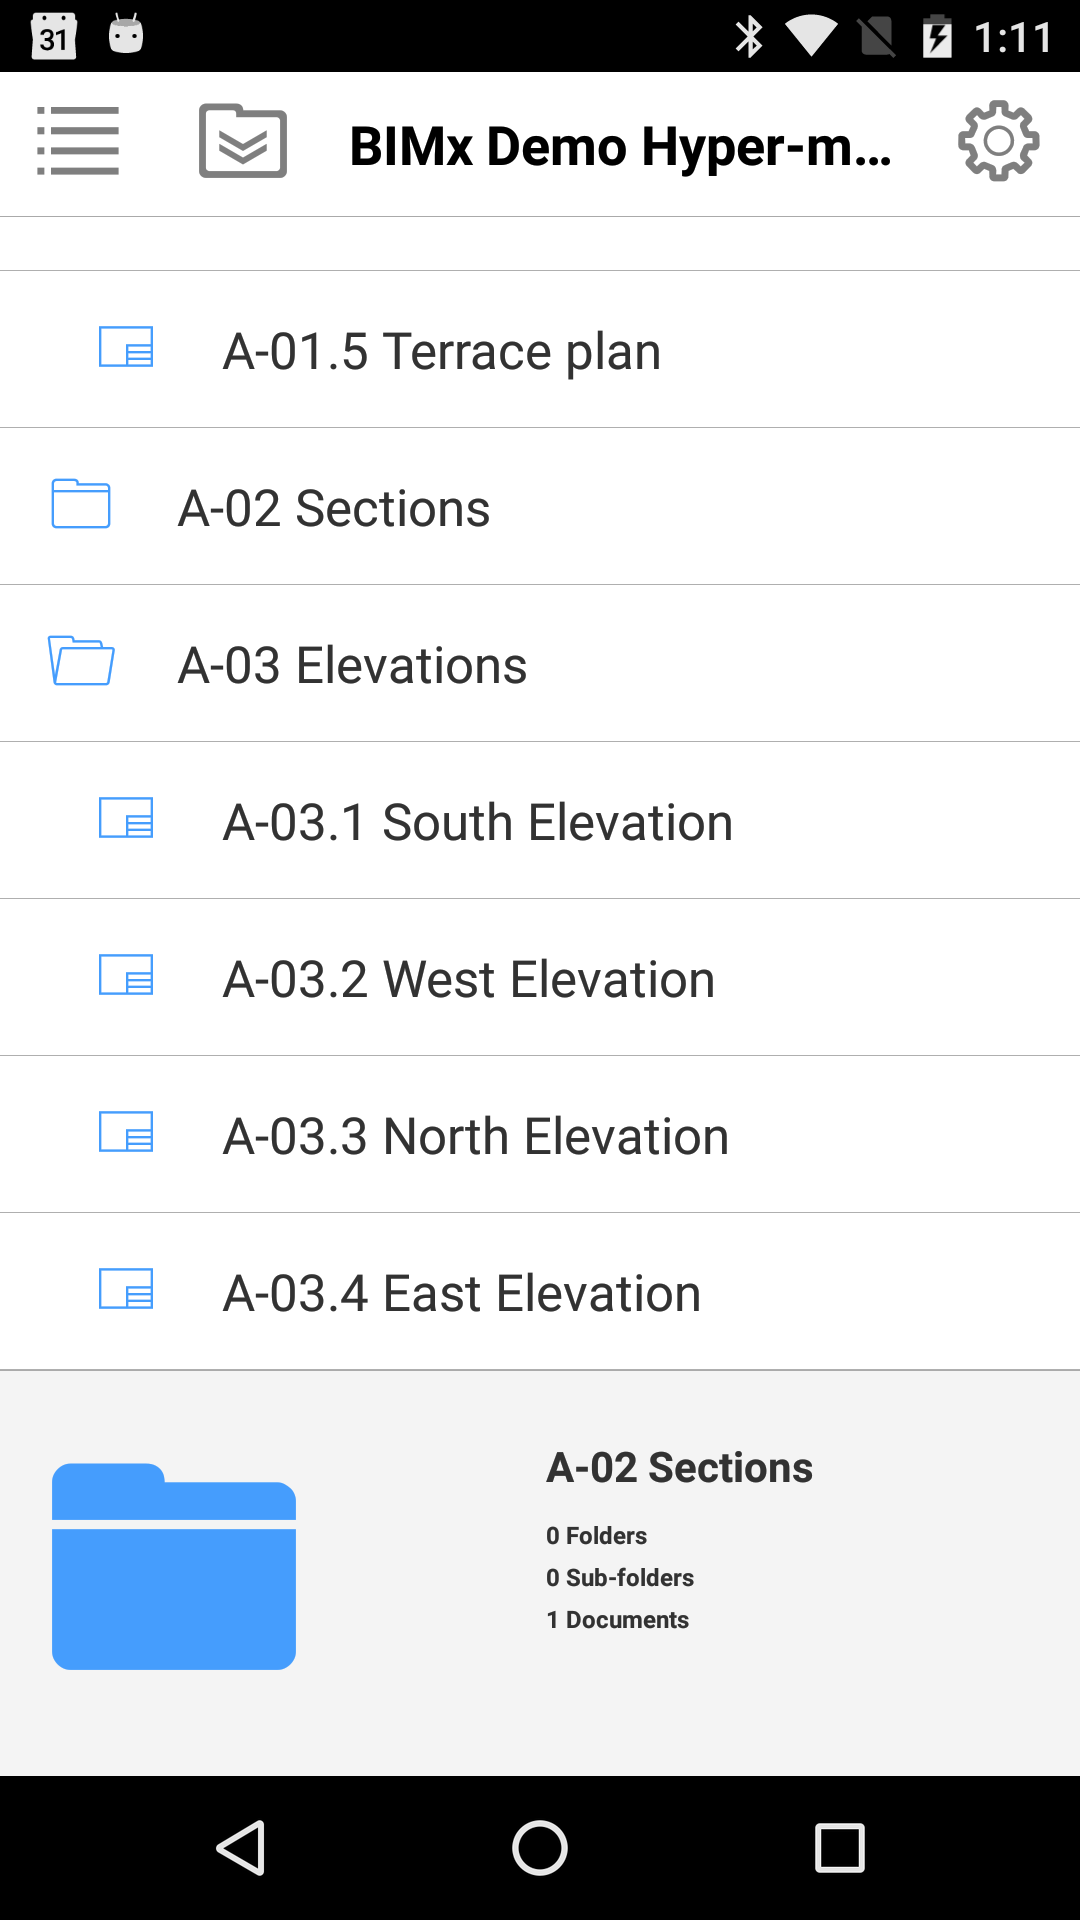 31
1:11
BIMx Demo Hyper-m...
A-01.5 Terrace plan
A-02 Sections
A-03 Elevations
A-03.1 South Elevation
A-03.2 West Elevation
A-03.3 North Elevation
A-03.4 East Elevation
A-02 Sections
0 Folders
0 Sub-folders
1 Documents